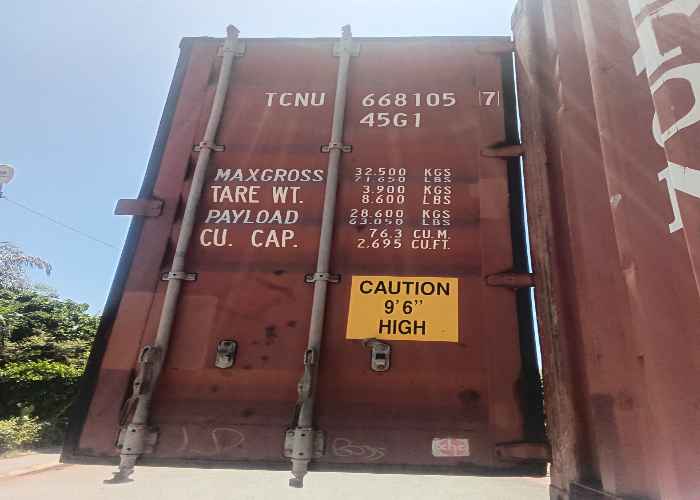 TCNU 668105 7
45G1
MAXGROSS 32.500 KGS
71.650 LBS
TARE WT. 3.900 KGS
8.600 LBS
PAYLOAD 28.600 KGS
63.050 LBS
CU. CAP. 76.3 CU.M.
2.695 CU.FT.
CAUTION
9'6"
HIGH